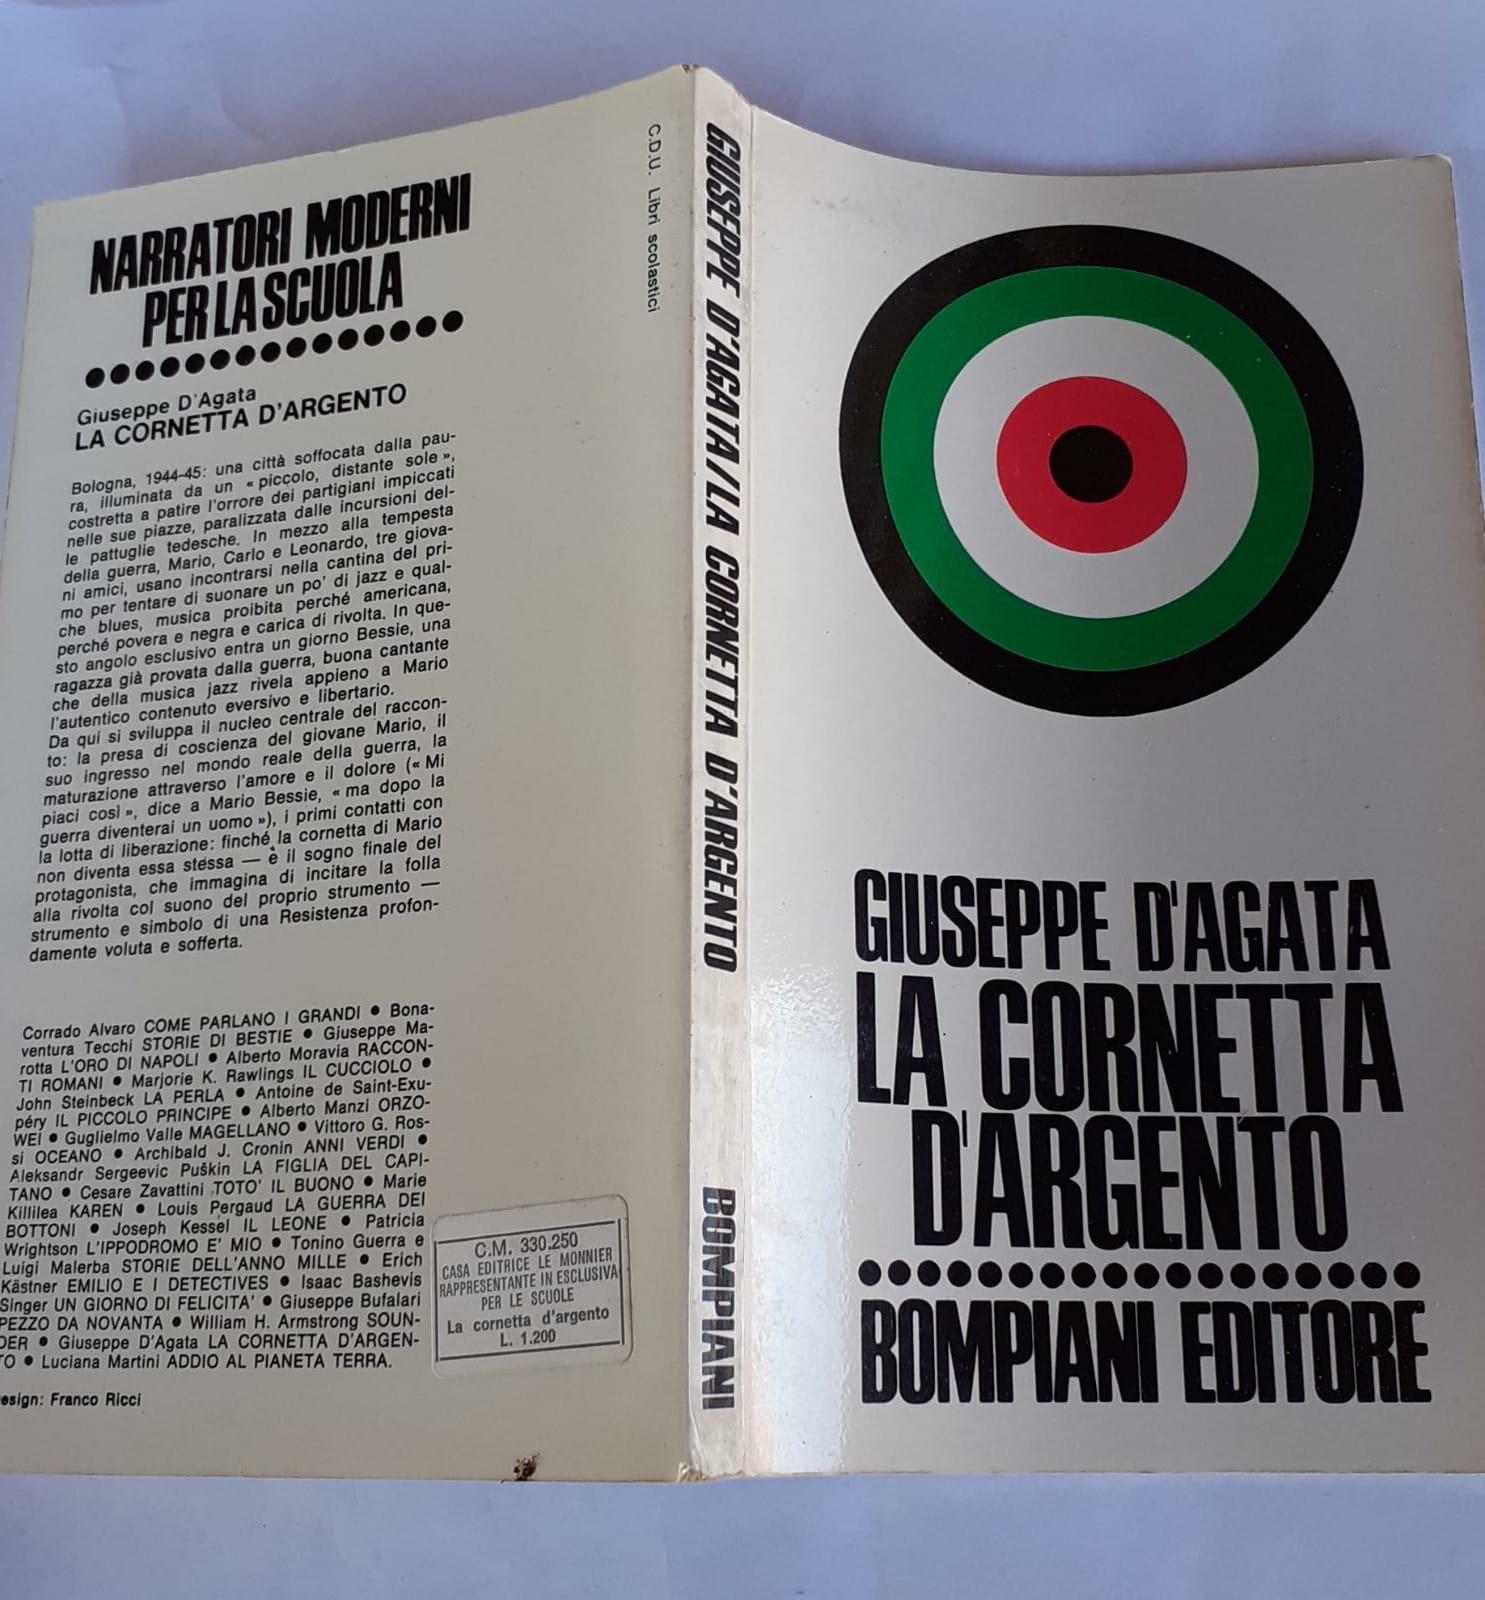 NARRATORI MODERNI
PER LA SCUOLA
Giuseppe D'Agata
LA CORNETTA D'ARGENTO
Bologna, 1944-45: una città soffocata dalla pau-
ra, illuminata da un « piccolo, distante sole »,
costretta a patire l'orrore dei partigiani impiccati
nelle sue piazze, paralizzata dalle incursioni del-
le pattuglie tedesche. In mezzo alla tempesta
della guerra, Mario, Carlo e Leonardo, tre giova-
ni amici, usano incontrarsi nella cantina del pri-
mo per tentare di suonare un po' di jazz e qual-
che blues, musica proibita perché americana,
perché povera e negra e carica di rivolta. In que-
sto angolo esclusivo entra un giorno Bessie, una
ragazza già provata dalla guerra, buona cantante
che della musica jazz rivela appieno a Mario
l'autentico contenuto eversivo e libertario.
Da qui si sviluppa il nucleo centrale del raccon-
to: la presa di coscienza del giovane Mario, il
suo ingresso nel mondo reale della guerra, la
maturazione attraverso l'amore e il dolore (« Mi
piaci così », dice a Mario Bessie, « ma dopo la
guerra diventerai un uomo »), i primi contatti con
la lotta di liberazione: finché la cornetta di Mario
non diventa essa stessa — è il sogno finale del
protagonista, che immagina di incitare la folla
alla rivolta col suono del proprio strumento —
strumento e simbolo di una Resistenza profon-
damente voluta e sofferta.
Corrado Alvaro COME PARLANO I GRANDI ● Bona-
ventura Tecchi STORIE DI BESTIE ● Giuseppe Ma-
rotta L'ORO DI NAPOLI ● Alberto Moravia RACCON-
TI ROMANI ● Marjorie K. Rawlings IL CUCCIOLO ●
John Steinbeck LA PERLA ● Antoine de Saint-Exu-
péry IL PICCOLO PRINCIPE ● Alberto Manzi ORZO-
WEI ● Guglielmo Valle MAGELLANO ● Vittoro G. Ros-
si OCEANO ● Archibald J. Cronin ANNI VERDI ●
Aleksandr Sergeevic Puškin LA FIGLIA DEL CAPI-
TANO ● Cesare Zavattini TOTO' IL BUONO ● Marie
Killilea KAREN ● Louis Pergaud LA GUERRA DEI
BOTTONI ● Joseph Kessel IL LEONE ● Patricia
Wrightson L'IPPODROMO E' MIO ● Tonino Guerra e
Luigi Malerba STORIE DELL'ANNO MILLE ● Erich
Kästner EMILIO E I DETECTIVES ● Isaac Bashevis
Singer UN GIORNO DI FELICITA' ● Giuseppe Bufalari
PEZZO DA NOVANTA ● William H. Armstrong SOUN-
DER ● Giuseppe D'Agata LA CORNETTA D'ARGEN-
TO ● Luciana Martini ADDIO AL PIANETA TERRA.
esign: Franco Ricci
C.M. 330.250
CASA EDITRICE LE MONNIER
RAPPRESENTANTE IN ESCLUSIVA
PER LE SCUOLE
La cornetta d'argento
L. 1.200
C.D.U. Libri scolastici
GIUSEPPE D'AGATA/LA CORNETTA D'ARGENTO
BOMPIANI
GIUSEPPE D'AGATA
LA CORNETTA
D'ARGENTO
BOMPIANI EDITORE